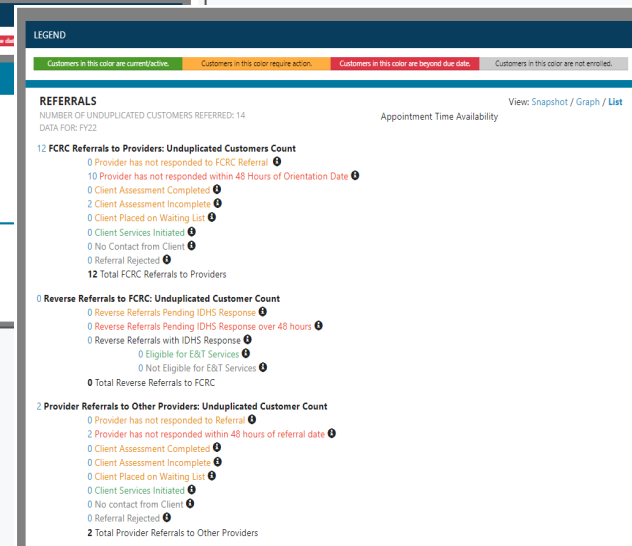 e dat
LEGEND
Customers in this color are current/active.
Customers in this color require action.
Customers in this color are beyond due date.
Customers in this color are not enrolled.
REFERRALS
View: Snapshot / Graph / List
NUMBER OF UNDUPLICATED CUSTOMERS REFERRED: 14
Appointment Time Availability
DATA FOR: FY22
12 FCRC Referrals to Providers: Unduplicated Customers Count
0 Provider has not responded to FCRC Referral
10 Provider has not responded within 48 Hours of Orientation Date
0 Client Assessment Completed
2 Client Assessment Incomplete
0 Client Placed on Waiting List
0 Client Services Initiated
0 No Contact from Client
0 Referral Rejected
12 Total FCRC Referrals to Providers
0 Reverse Referrals to FCRC: Unduplicated Customer Count
0 Reverse Referrals Pending IDHS Response
0 Reverse Referrals Pending IDHS Response over 48 hours
0 Reverse Referrals with IDHS Response
0 Eligible for E&T Services
0 Not Eligible for E&T Services
0 Total Reverse Referrals to FCRC
2 Provider Referrals to Other Providers: Unduplicated Customer Count
0 Provider has not responded to Referral
2 Provider has not responded within 48 hours of referral date
0 Client Assessment Completed
0 Client Assessment Incomplete
0 Client Placed on Waiting List
0 Client Services Initiated
0 No contact from Client
0 Referral Rejected
2 Total Provider Referrals to Other Providers